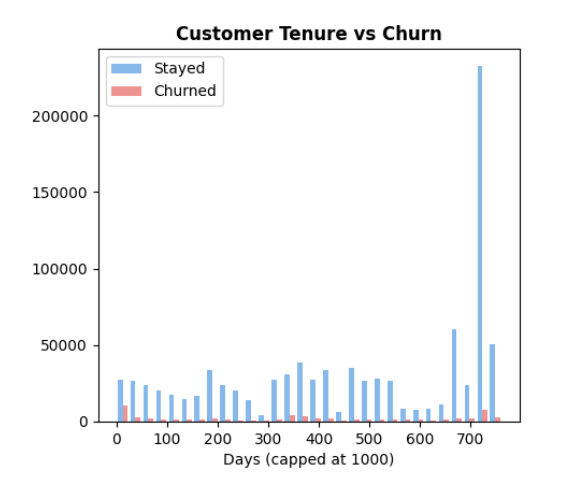 Customer Tenure vs Churn
Stayed
Churned
200000
150000
100000
50000
0
0 100 200 300 400 500 600 700
Days (capped at 1000)